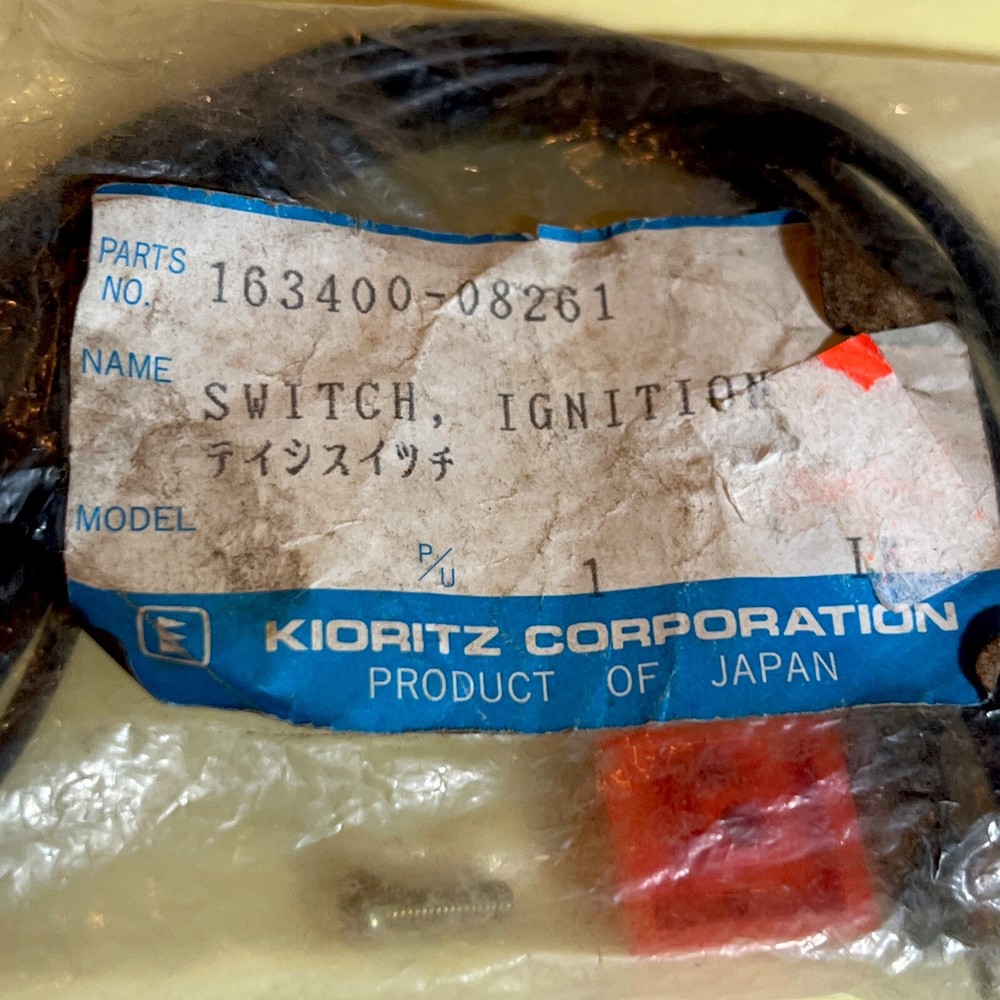 PARTS NO. 163400-08261
NAME
SWITCH, IGNITION
テイシスイツチ
MODEL
P/U 1
KIORITZ CORPORATION
PRODUCT OF JAPAN